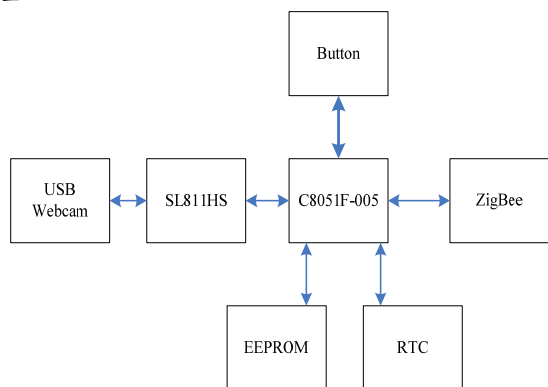 Button
USB
Webcam
SL811HS
C8051F-005
ZigBee
EEPROM
RTC